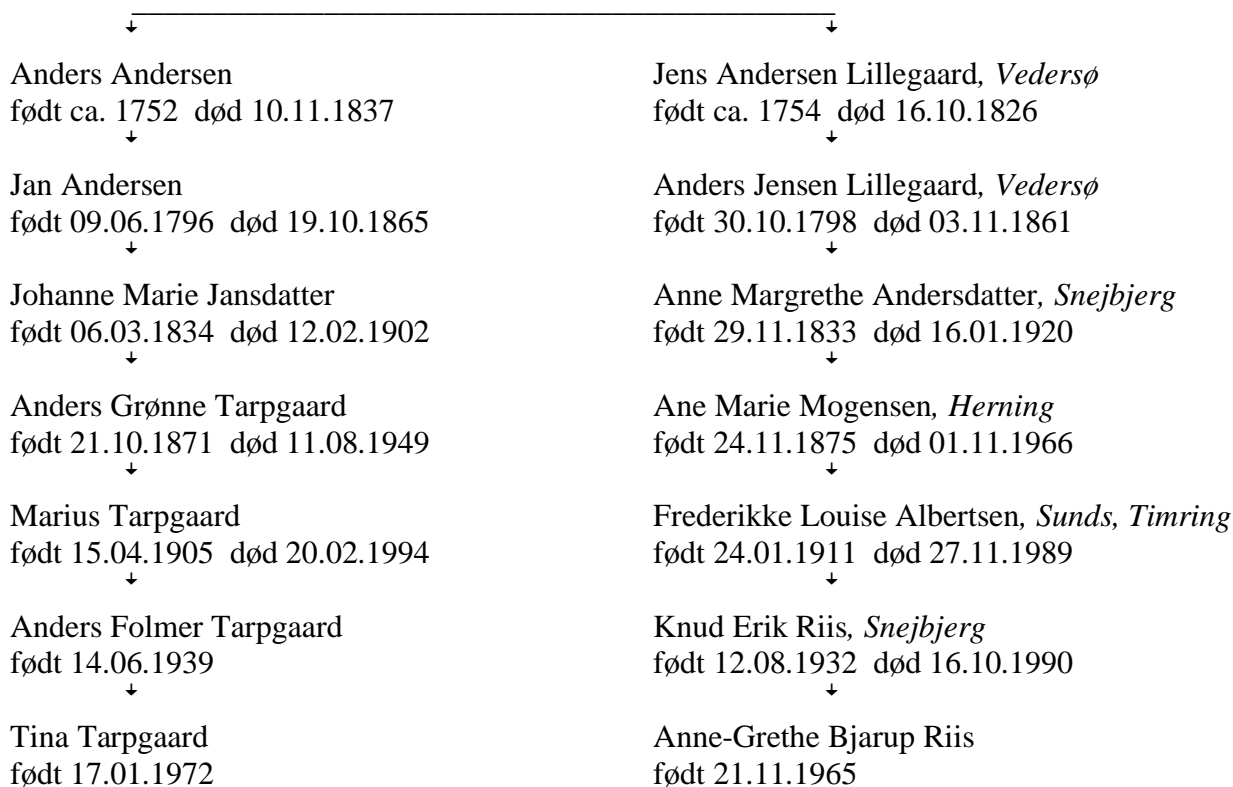 Anders Andersen
født ca. 1752  død 10.11.1837
Jan Andersen
født 09.06.1796  død 19.10.1865
Johanne Marie Jansdatter
født 06.03.1834  død 12.02.1902
Anders Grønne Tarpgaard
født 21.10.1871  død 11.08.1949
Marius Tarpgaard
født 15.04.1905  død 20.02.1994
Anders Folmer Tarpgaard
født 14.06.1939
Tina Tarpgaard
født 17.01.1972
Jens Andersen Lillegaard, Vedersø
født ca. 1754  død 16.10.1826
Anders Jensen Lillegaard, Vedersø
født 30.10.1798  død 03.11.1861
Anne Margrethe Andersdatter, Snejbjerg
født 29.11.1833  død 16.01.1920
Ane Marie Mogensen, Herning
født 24.11.1875  død 01.11.1966
Frederikke Louise Albertsen, Sunds, Timring
født 24.01.1911  død 27.11.1989
Knud Erik Riis, Snejbjerg
født 12.08.1932  død 16.10.1990
Anne-Grethe Bjarup Riis
født 21.11.1965